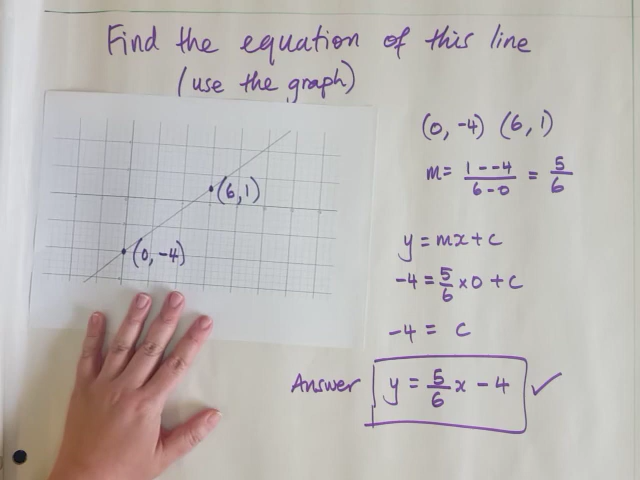 Find the equation of this line
(use the graph)
(6, 1)
(0, -4)
(0, -4) (6, 1)
m= 1--4/6-0 = 5/6
y = mx + c
-4 = 5/6 × 0 + c
-4 = c
Answer y = 5/6 x - 4 ✓